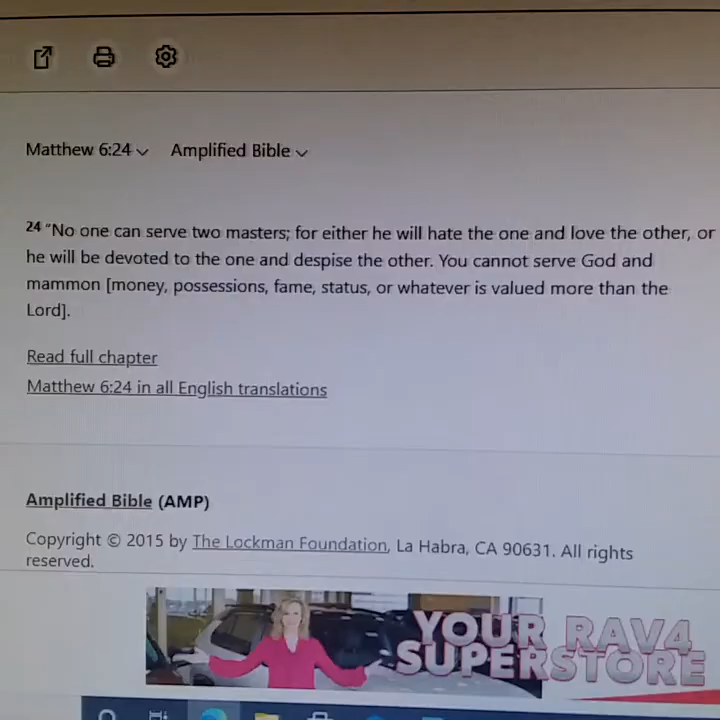 Matthew 6:24 Amplified Bible
24 "No one can serve two masters; for either he will hate the one and love the other, or
he will be devoted to the one and despise the other. You cannot serve God and
mammon [money, possessions, fame, status, or whatever is valued more than the
Lord].
Read full chapter
Matthew 6:24 in all English translations
Amplified Bible (AMP)
Copyright © 2015 by The Lockman Foundation, La Habra, CA 90631. All rights
reserved.
YOUR RAV4
SUPERSTORE